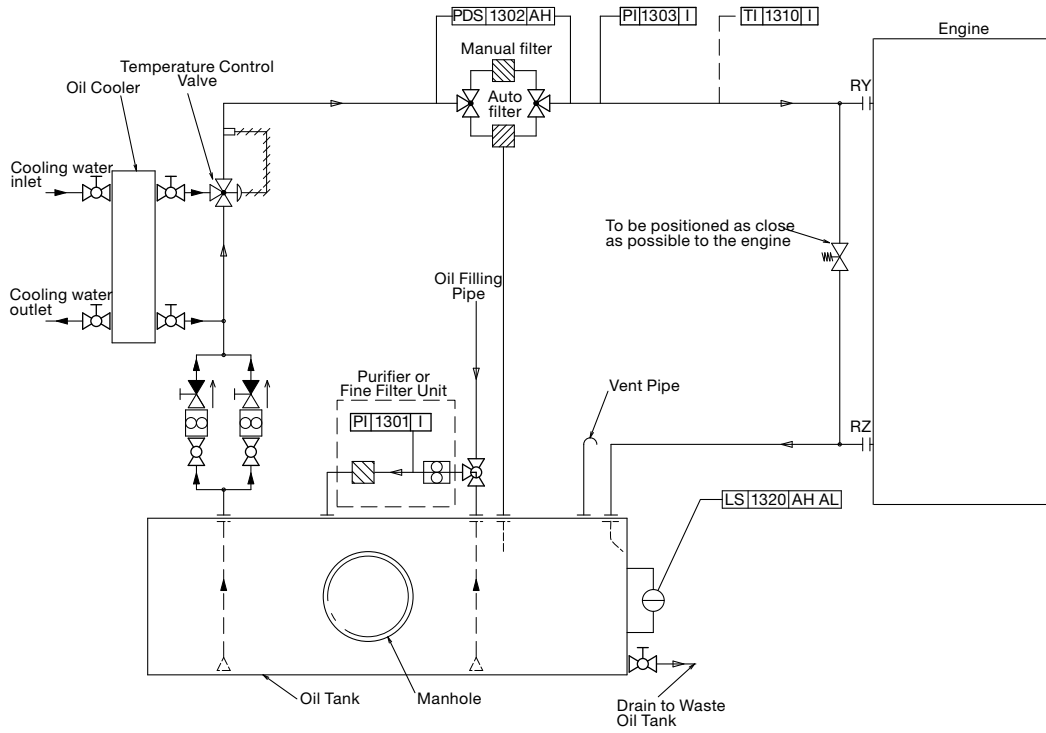 PDS 1302 AH
PI 1303 I
TI 1310 I
Engine
Manual filter
Temperature Control
Valve
Oil Cooler
Auto
filter
RY
Cooling water
inlet
To be positioned as close
as possible to the engine
Oil Filling
Pipe
Cooling water
outlet
Purifier or
Fine Filter Unit
Vent Pipe
PI 1301 I
RZ
LS 1320 AH AL
Oil Tank
Manhole
Drain to Waste
Oil Tank